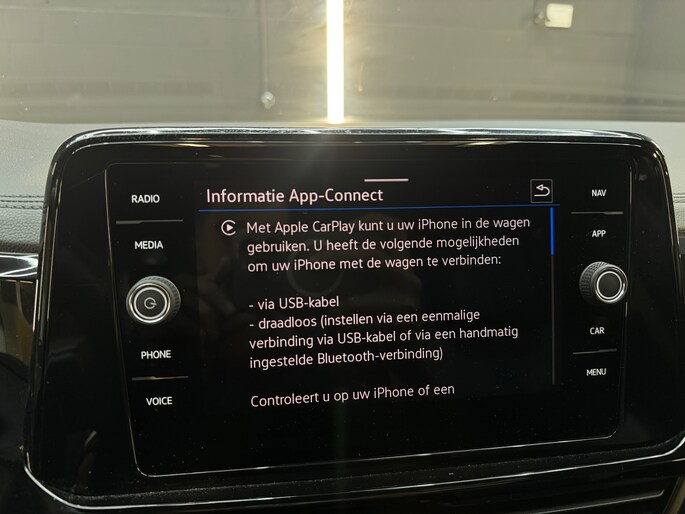 RADIO
MEDIA
PHONE
VOICE
Informatie App-Connect
Met Apple CarPlay kunt u uw iPhone in de wagen
gebruiken. U heeft de volgende mogelijkheden
om uw iPhone met de wagen te verbinden:
- via USB-kabel
- draadloos (instellen via een eenmalige
verbinding via USB-kabel of via een handmatig
ingestelde Bluetooth-verbinding)
Controleert u op uw iPhone of een
NAV
APP
CAR
MENU